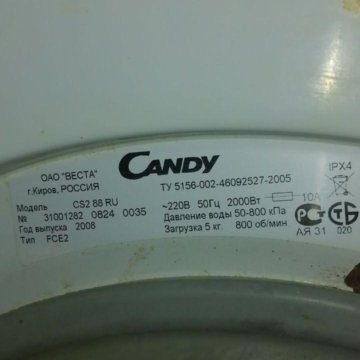 ОАО "ВЕСТА"
г.Киров, РОССИЯ
CANDY
ТУ 5156-002-46092527-2005
IPX4
Модель CS2 88 RU
№ 31001282 0824 0035
Год выпуска 2008
Тип FCE2
~220В 50Гц 2000Вт 10А
Давление воды 50-800 кПа
Загрузка 5 кг. 800 об/мин
АЯ 31 020